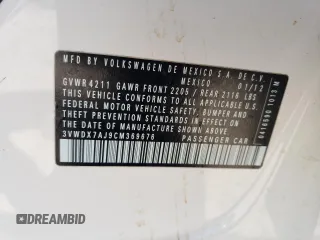 MFD BY VOLKSWAGEN DE MEXICO S.A. DE C.V.
MEXICO 01/12
GVWR 4211 GAWR FRONT 2205 / REAR 2116 LBS
THIS VEHICLE CONFORMS TO ALL APPLICABLE
FEDERAL MOTOR VEHICLE SAFETY, BUMPER AND
THEFT PREVENTION STANDARDS IN EFFECT ON
THE DATE OF MANUFACTURE SHOWN ABOVE
3VWDX7AJ9CM369676 PASSENGER CAR
DREAMBID